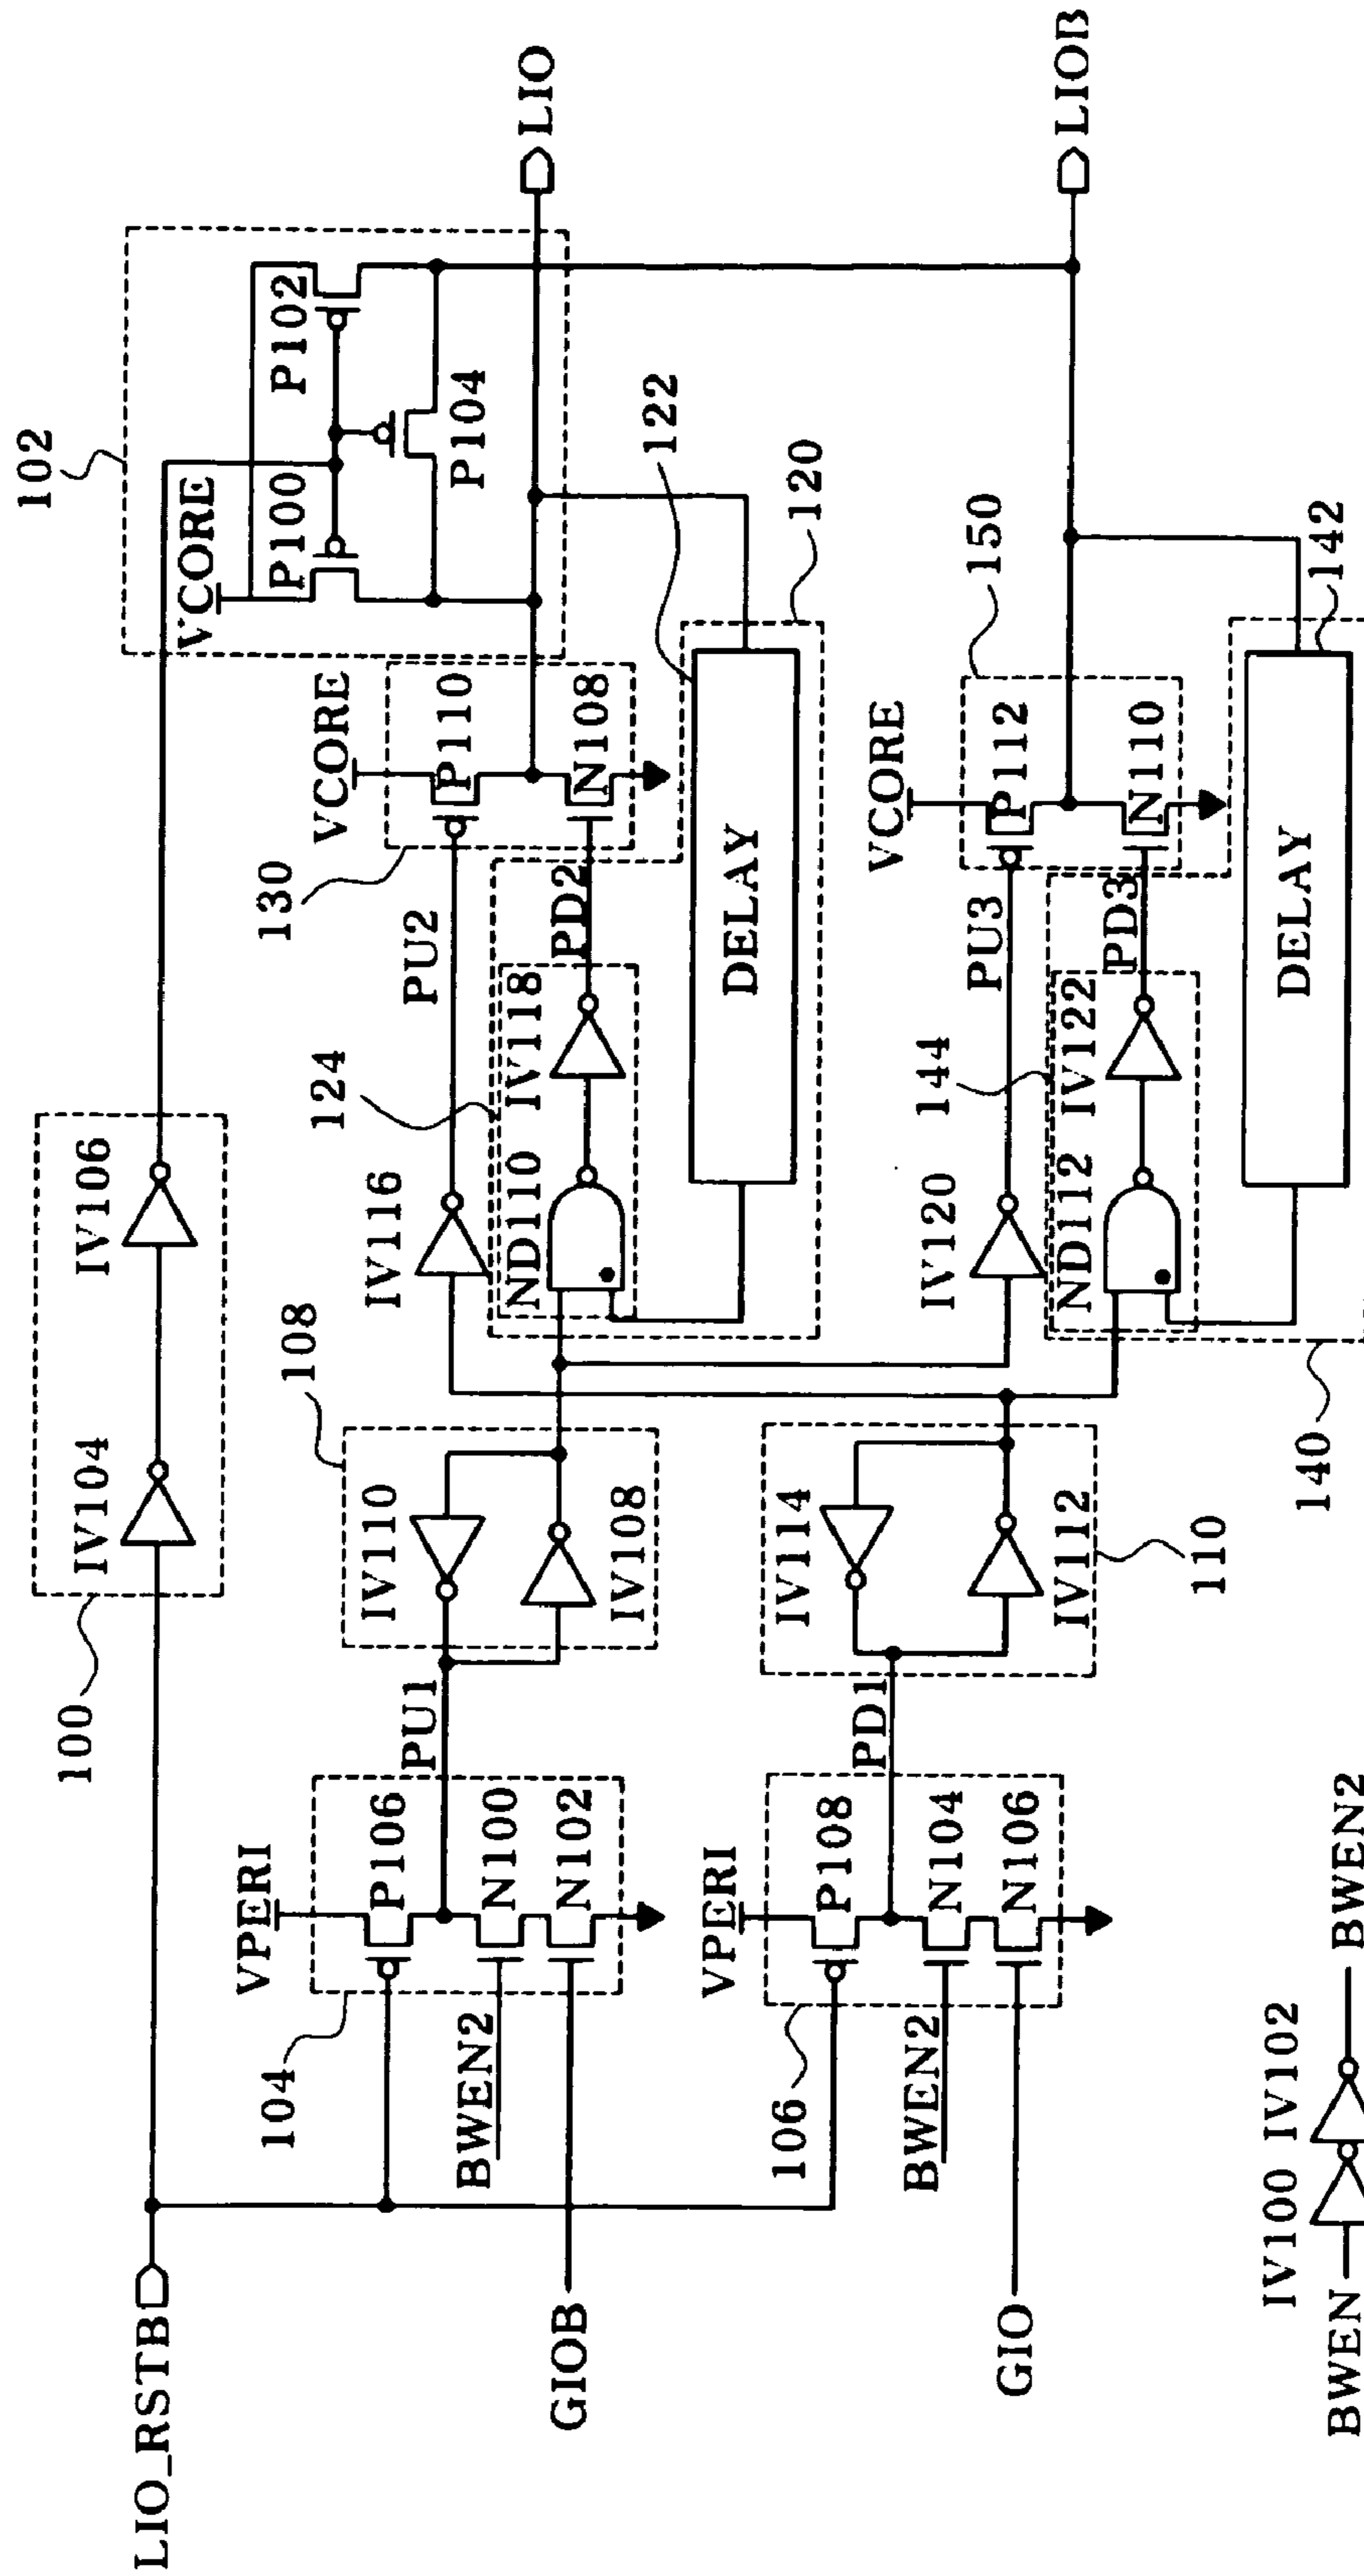 102
LIO_RSTB
100
IV104
IV106
VCORE
P100
P102
P104
LIO
VPERI
104
P106
PU1
BWEN2
N100
N102
GIOB
108
IV110
IV108
IV116
PU2
130
VCORE
P110
N108
124
ND110
IV118
PD2
DELAY
122
120
VPERI
106
P108
PD1
BWEN2
N104
N106
GIO
IV114
IV112
110
IV120
PU3
VCORE
150
P112
N110
LIOB
144
ND112
IV122
PD3
140
DELAY
142
IV100
IV102
BWEN
BWEN2